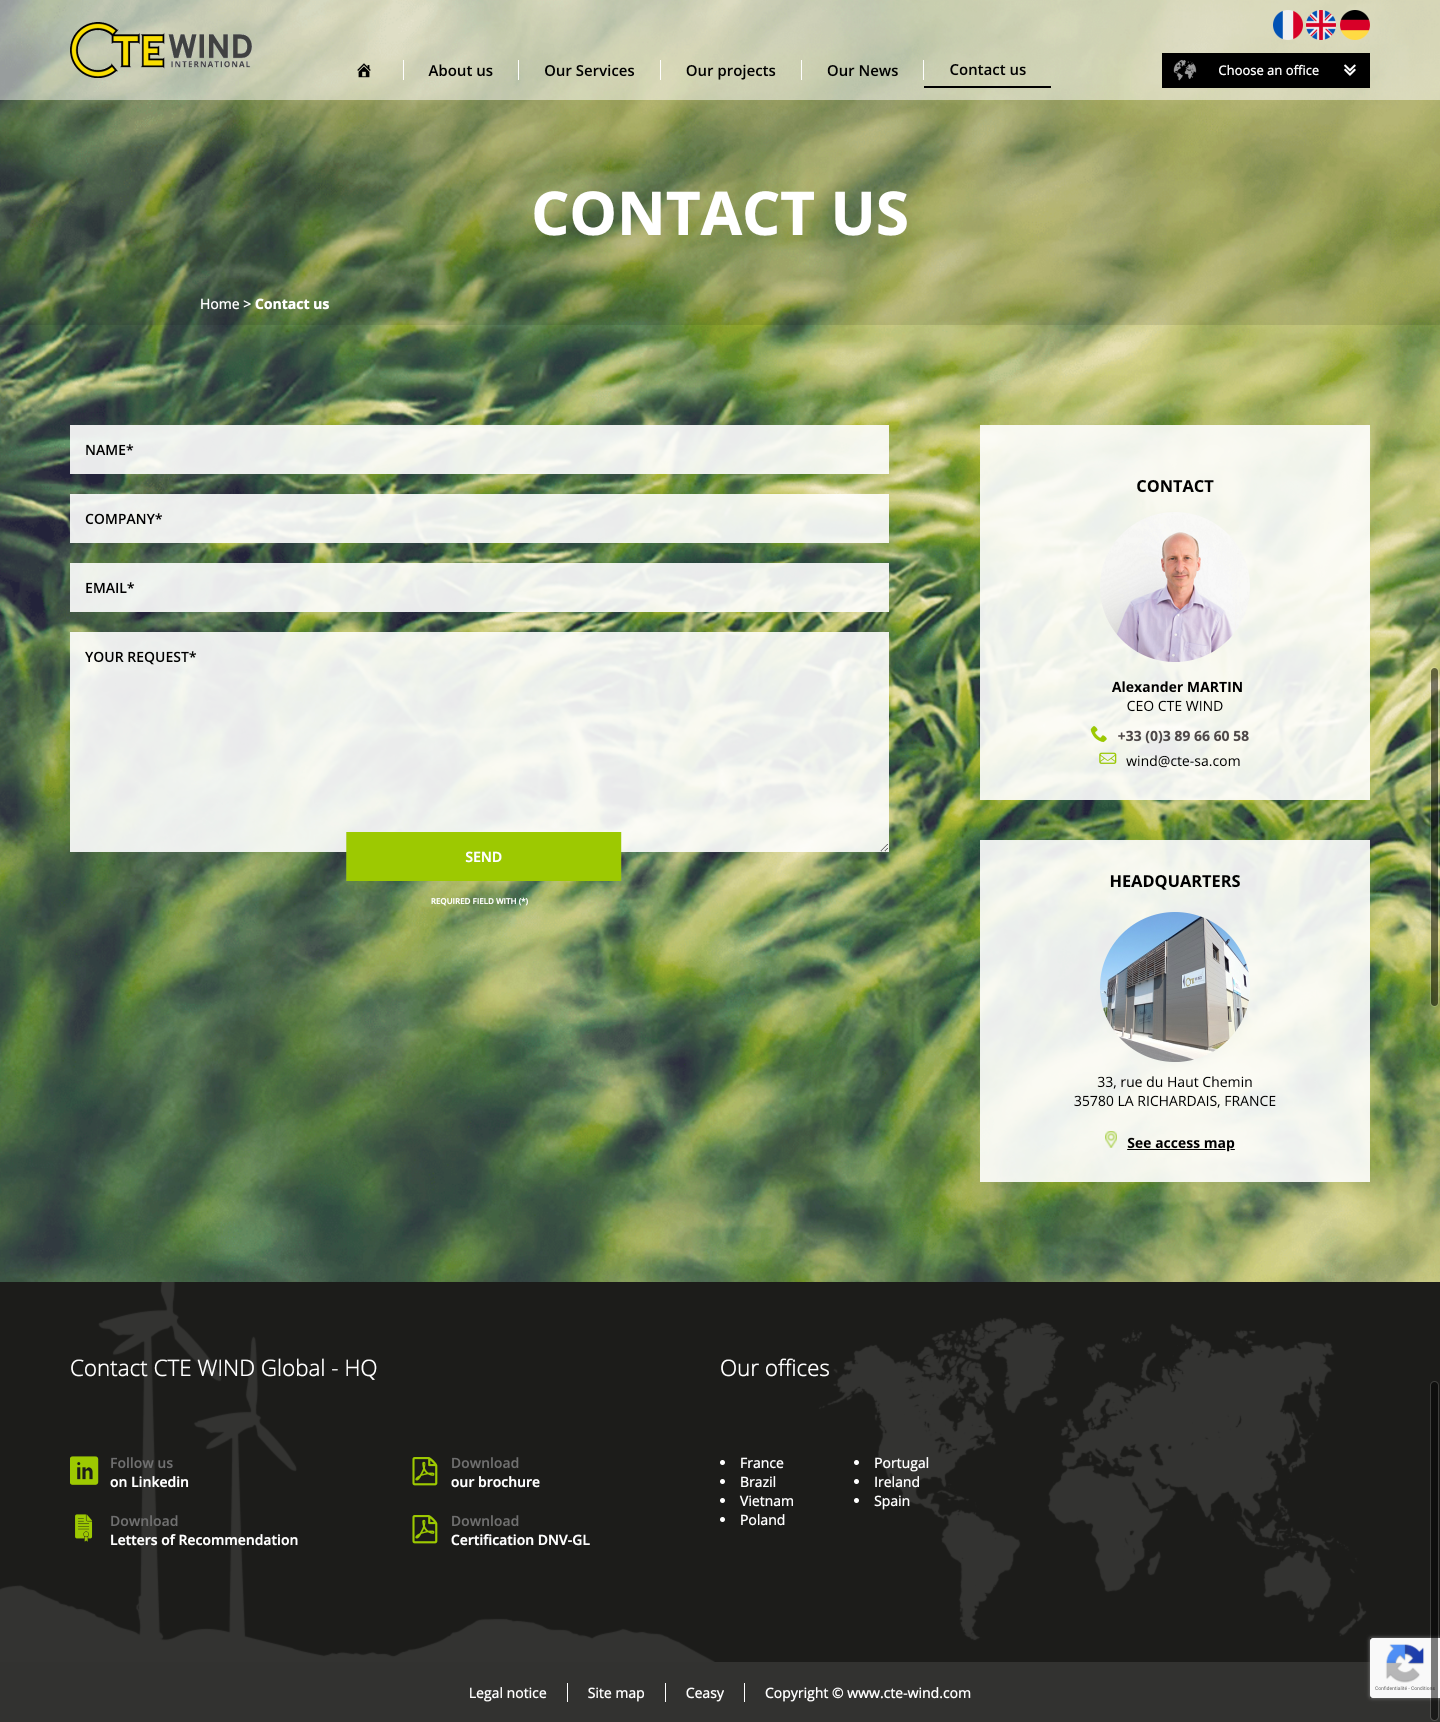 CTE WIND
INTERNATIONAL
About us
Our Services
Our projects
Our News
Contact us
Choose an office
CONTACT US
Home > Contact us
NAME*
COMPANY*
EMAIL*
YOUR REQUEST*
SEND
REQUIRED FIELD WITH (*)
CONTACT
Alexander MARTIN
CEO CTE WIND
+33 (0)3 89 66 60 58
wind@cte-sa.com
HEADQUARTERS
33, rue du Haut Chemin
35780 LA RICHARDAIS, FRANCE
See access map
Contact CTE WIND Global - HQ
Follow us
on Linkedin
Download
Letters of Recommendation
Download
our brochure
Download
Certification DNV-GL
Our offices
France
Brazil
Vietnam
Poland
Portugal
Ireland
Spain
Legal notice
Site map
Ceasy
Copyright © www.cte-wind.com
Confidentialité - Conditions